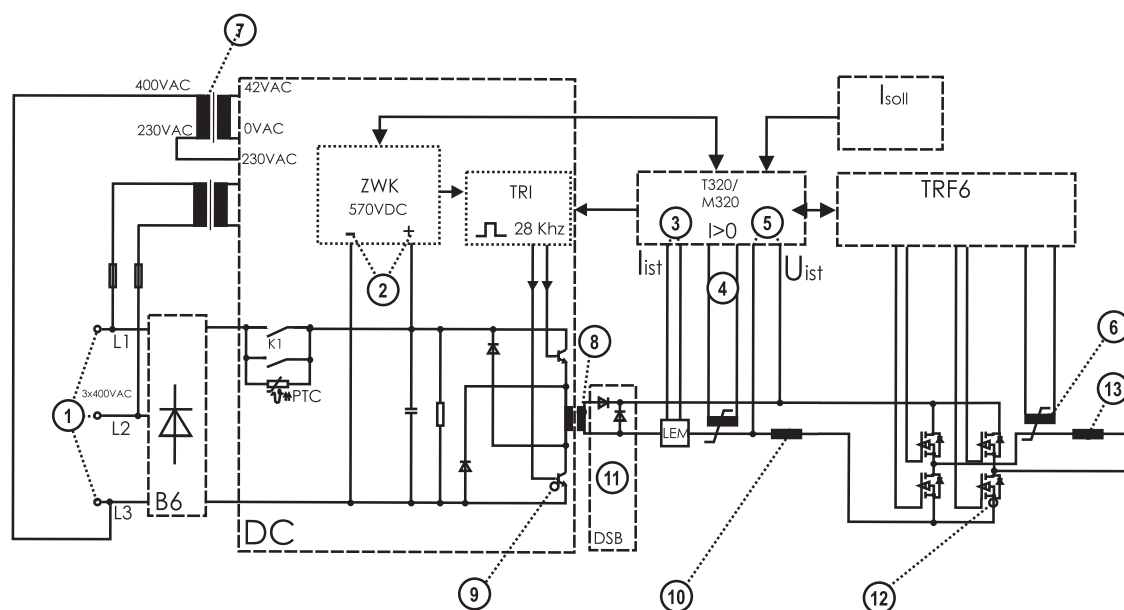 7
400VAC
42VAC
Isoll
230VAC
0VAC
230VAC
ZWK
570VDC
- +
TRI
28 Khz
T320/
M320
I>0
TRF6
3
5
Iist
Uist
2
4
8
6
L1
K1
PTC
3x400VAC
1
L2
LEM
13
11
L3
B6
DC
DSB
9
10
12